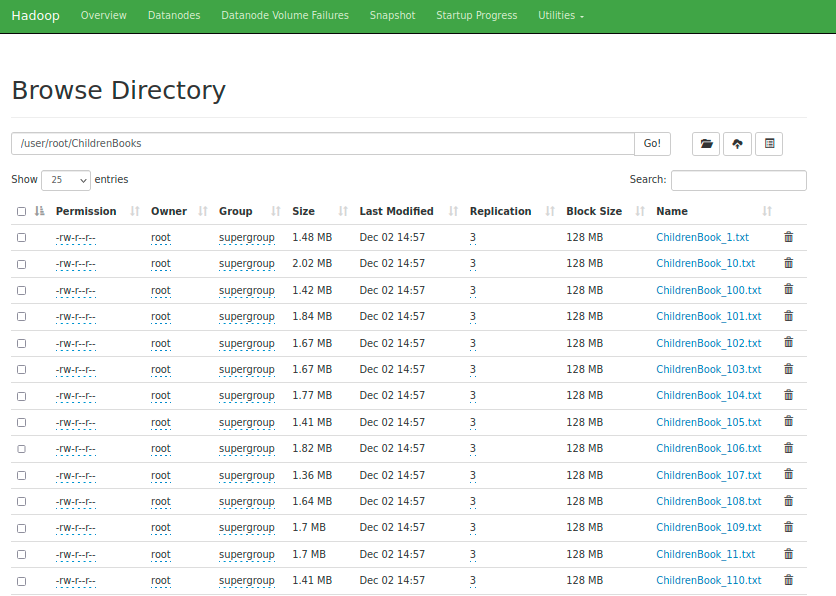 Hadoop Overview Datanodes Datanode Volume Failures Snapshot Startup Progress Utilities
Browse Directory
/user/root/ChildrenBooks Go!
Show 25 entries Search:
Permission Owner Group Size Last Modified Replication Block Size Name
-rw-r--r-- root supergroup 1.48 MB Dec 02 14:57 3 128 MB ChildrenBook_1.txt
-rw-r--r-- root supergroup 2.02 MB Dec 02 14:57 3 128 MB ChildrenBook_10.txt
-rw-r--r-- root supergroup 1.42 MB Dec 02 14:57 3 128 MB ChildrenBook_100.txt
-rw-r--r-- root supergroup 1.84 MB Dec 02 14:57 3 128 MB ChildrenBook_101.txt
-rw-r--r-- root supergroup 1.67 MB Dec 02 14:57 3 128 MB ChildrenBook_102.txt
-rw-r--r-- root supergroup 1.67 MB Dec 02 14:57 3 128 MB ChildrenBook_103.txt
-rw-r--r-- root supergroup 1.77 MB Dec 02 14:57 3 128 MB ChildrenBook_104.txt
-rw-r--r-- root supergroup 1.41 MB Dec 02 14:57 3 128 MB ChildrenBook_105.txt
-rw-r--r-- root supergroup 1.82 MB Dec 02 14:57 3 128 MB ChildrenBook_106.txt
-rw-r--r-- root supergroup 1.36 MB Dec 02 14:57 3 128 MB ChildrenBook_107.txt
-rw-r--r-- root supergroup 1.64 MB Dec 02 14:57 3 128 MB ChildrenBook_108.txt
-rw-r--r-- root supergroup 1.7 MB Dec 02 14:57 3 128 MB ChildrenBook_109.txt
-rw-r--r-- root supergroup 1.7 MB Dec 02 14:57 3 128 MB ChildrenBook_11.txt
-rw-r--r-- root supergroup 1.41 MB Dec 02 14:57 3 128 MB ChildrenBook_110.txt